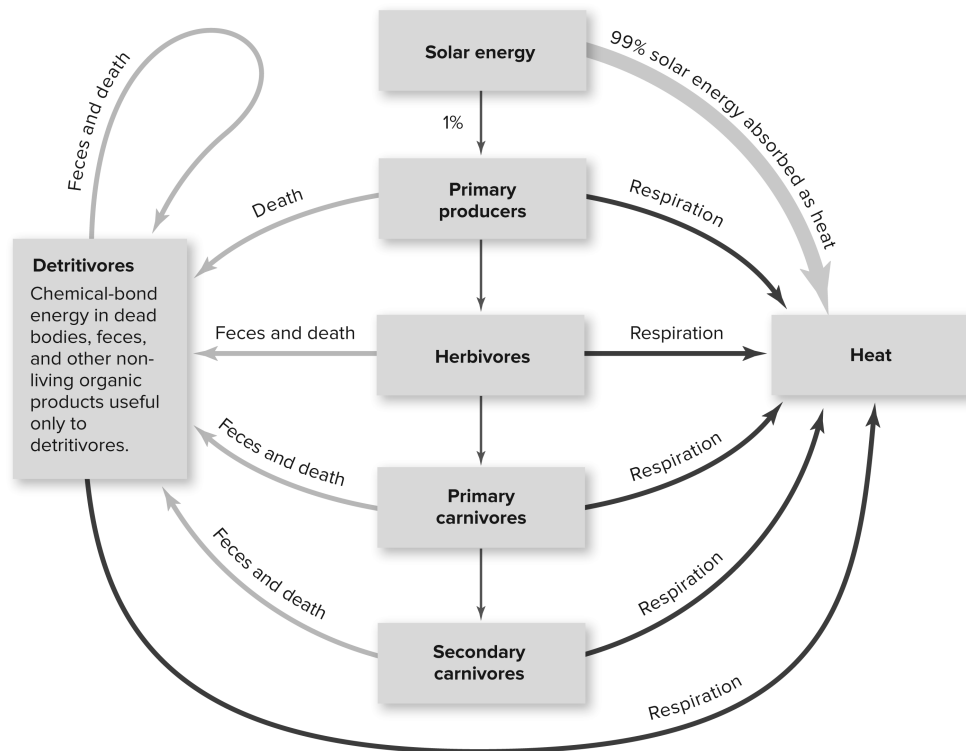 Solar energy
99% solar energy absorbed as heat
Feces and death
1%
Primary
producers
Death
Respiration
Detritivores
Chemical-bond
energy in dead
bodies, feces,
and other non-
living organic
products useful
only to
detritivores.
Feces and death
Herbivores
Respiration
Heat
Feces and death
Primary
carnivores
Respiration
Feces and death
Secondary
carnivores
Respiration
Respiration